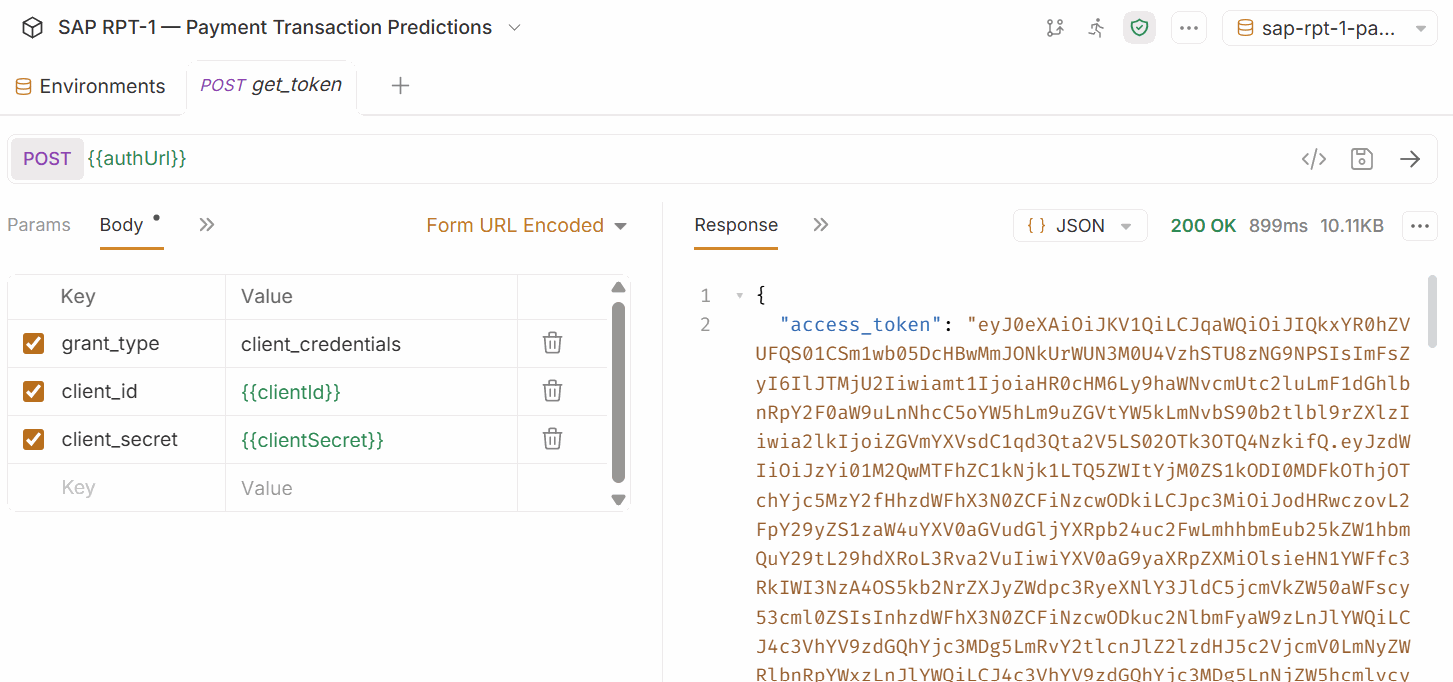 SAP RPT-1 — Payment Transaction Predictions
sap-rpt-1-pa...
Environments
POST get_token
POST {{authUrl}}
Params
Body
Form URL Encoded
Key Value
grant_type client_credentials
client_id {{clientId}}
client_secret {{clientSecret}}
Key Value
Response
{ } JSON
200 OK 899ms 10.11KB
1 {
2 "access_token": "eyJ0eXAiOiJKV1QiLCJqaWQiOiJIQkxYR0hZV
UFQS01CSm1wb05DcHBwMmJONkUrWUN3M0U4VzhSTU8zNG9NPSIsImFsZ
yI6IlJTMjU2Iiwiamt1IjoiaHR0cHM6Ly9haWNvcmUtc2luLmF1dGhlb
nRpY2F0aW9uLnNhcC5oYW5hLm9uZGVtYW5kLmNvbS90b2tlbl9rZXlzI
iwia2lkIjoiZGVmYXVsdC1qd3Qta2V5LS02OTk3OTQ4NzkifQ.eyJzdW
IiOiJzYi01M2QwMTFhZC1kNjk1LTQ5ZWItYjM0ZS1kODI0MDFkOThjOT
chYjc5MzY2fHhzdWFhX3N0ZCFiNzcwODkiLCJpc3MiOiJodHRwczovL2
FpY29yZS1zaW4uYXV0aGVudGljYXRpb24uc2FwLmhhbmEub25kZW1hbm
QuY29tL29hdXRoL3Rva2VuIiwiYXV0aG9yaXRpZXMiOlsieHN1YWFfc3
RkIWI3NzA4OS5kb2NrZXJyZWdpc3RyeXNlY3JldC5jcmVkZW50aWFscy
53cml0ZSIsInhzdWFhX3N0ZCFiNzcwODkuc2NlbmFyaW9zLnJlYWQiLC
J4c3VhYV9zdGQhYjc3MDg5LmRvY2tlcnJlZ2lzdHJ5c2VjcmV0LmNyZW
RlbnRpYWxzLnJlYWQiLCJ4c3VhYV9zdGQhYjc3MDg5LnNjZW5hcmlvcy